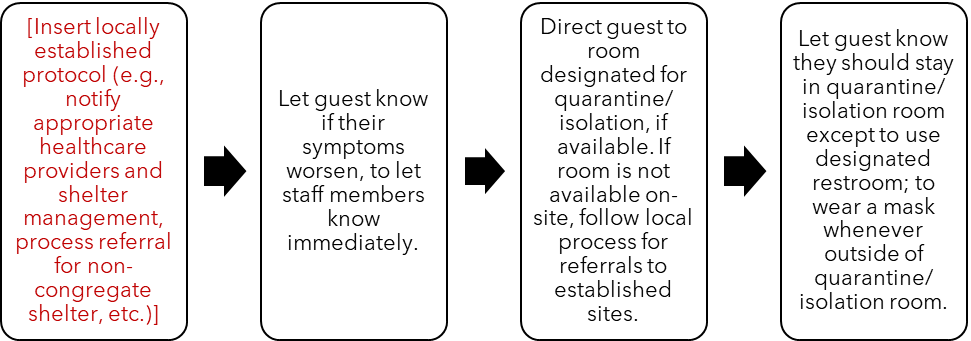 [Insert locally
established
protocol (e.g.,
notify
appropriate
healthcare
providers and
shelter
management,
process referral
for non-
congregate
shelter, etc.)]
Let guest know
if their
symptoms
worsen, to let
staff members
know
immediately.
Direct guest to
room
designated for
quarantine/
isolation, if
available. If
room is not
available on-
site, follow local
process for
referrals to
established
sites.
Let guest know
they should stay
in quarantine/
isolation room
except to use
designated
restroom; to
wear a mask
whenever
outside of
quarantine/
isolation room.